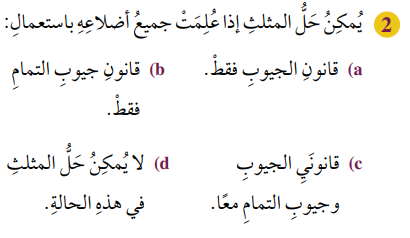 2 يُمكِنُ حَلُّ المثلثِ إذا عُلِمَتْ جميعُ أضلاعِهِ باستعمالِ:
a) قانونِ الجيوبِ فقطْ.
b) قانونِ جيوبِ التمامِ
فقطْ.
c) قانونَيِ الجيوبِ
وجيوبِ التمامِ معًا.
d) لا يُمكِنُ حَلُّ المثلثِ
في هذهِ الحالةِ.